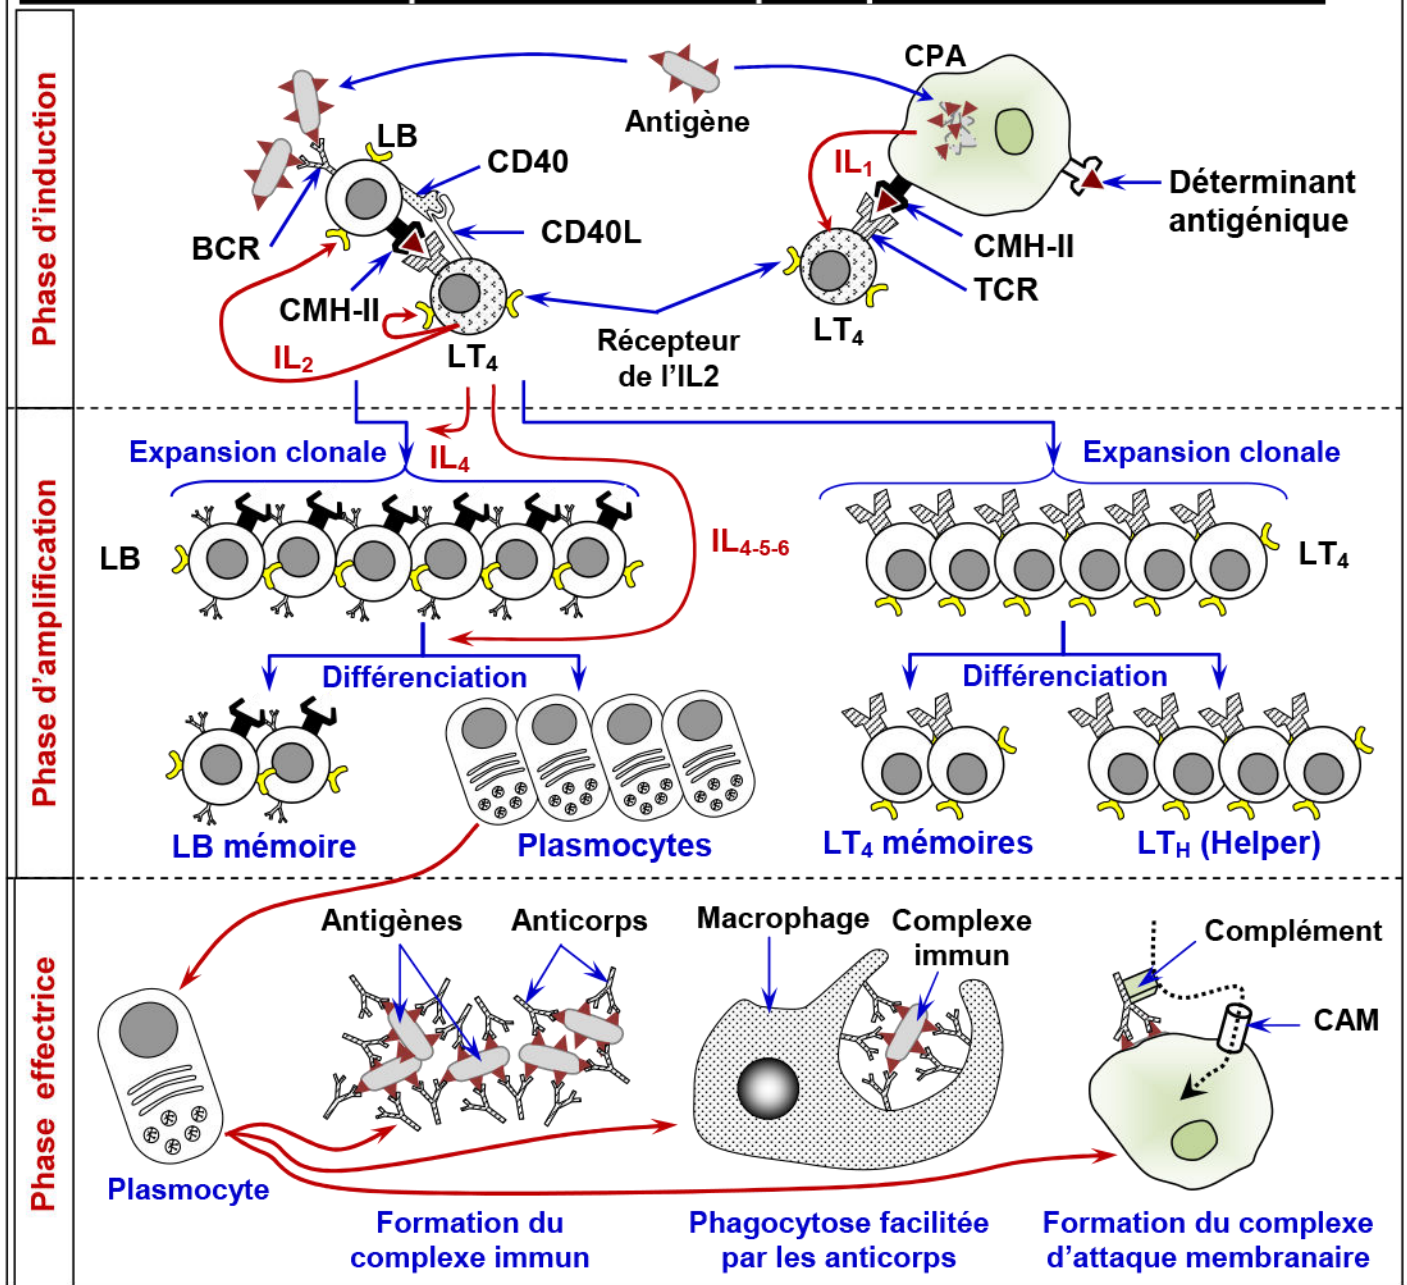 Phase d'induction
CPA
Antigène
LB
CD40
IL1
Déterminant
antigénique
BCR
CD40L
CMH-II
TCR
CMH-II
LT4
Récepteur
de l'IL2
IL2
LT4
Phase d'amplification
Expansion clonale
IL4
Expansion clonale
LB
IL4-5-6
LT4
Différenciation
Différenciation
LB mémoire
Plasmocytes
LT4 mémoires
LTH (Helper)
Phase effectrice
Antigènes
Anticorps
Macrophage
Complexe
immun
Complément
CAM
Plasmocyte
Formation du
complexe immun
Phagocytose facilitée
par les anticorps
Formation du complexe
d'attaque membranaire